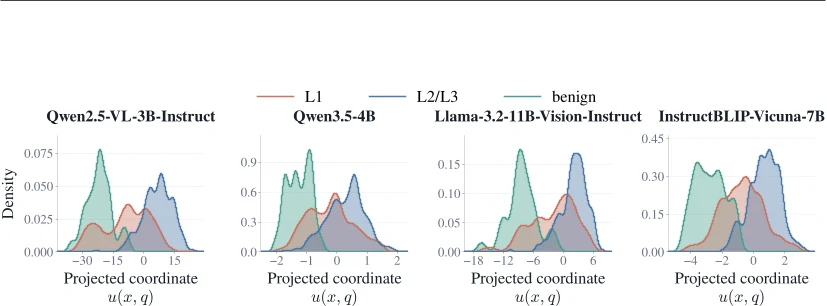 L1 L2/L3 benign
Qwen2.5-VL-3B-Instruct Qwen3.5-4B Llama-3.2-11B-Vision-Instruct InstructBLIP-Vicuna-7B
Density
0.075
0.050
0.025
0.000
−30 −15 0 15
Projected coordinate
u(x, q)
0.9
0.6
0.3
0.0
−2 −1 0 1 2
Projected coordinate
u(x, q)
0.15
0.10
0.05
0.00
−18 −12 −6 0 6
Projected coordinate
u(x, q)
0.45
0.30
0.15
0.00
−4 −2 0 2
Projected coordinate
u(x, q)